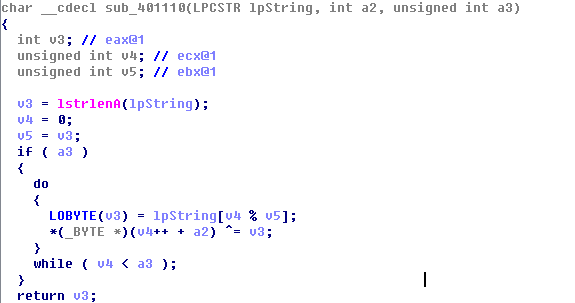 char __cdecl sub_401110(LPCSTR lpString, int a2, unsigned int a3)
{
  int v3; // eax@1
  unsigned int v4; // ecx@1
  unsigned int v5; // ebx@1

  v3 = lstrlenA(lpString);
  v4 = 0;
  v5 = v3;
  if ( a3 )
  {
    do
    {
      LOBYTE(v3) = lpString[v4 % v5];
      *(_BYTE *)(v4++ + a2) ^= v3;
    }
    while ( v4 < a3 );
  }
  return v3;